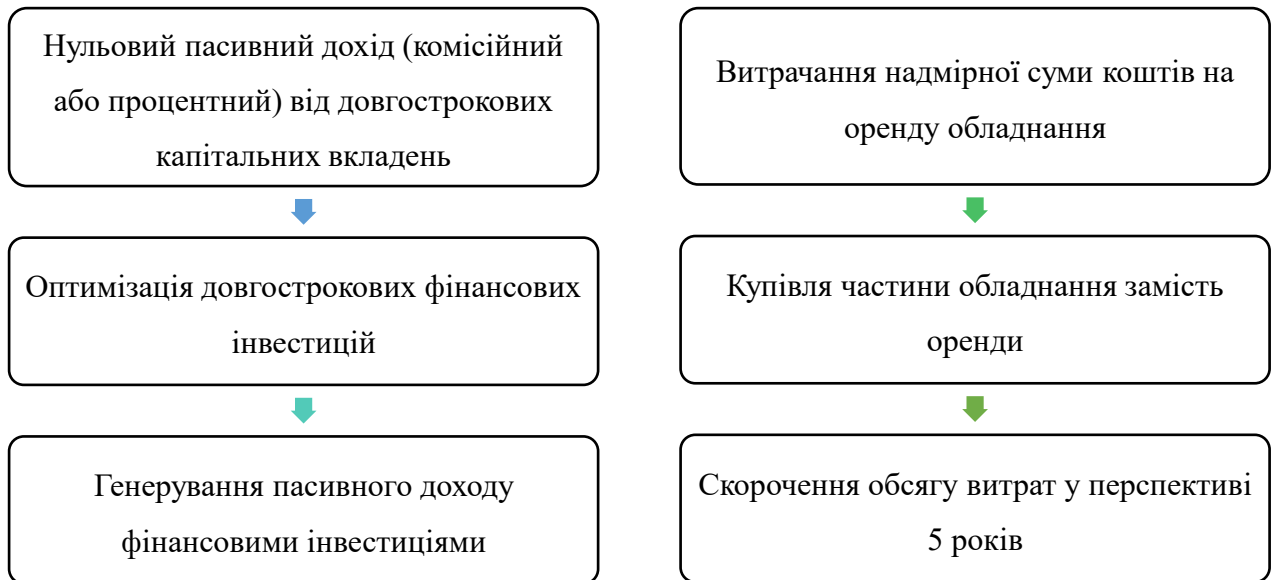 Нульовий пасивний дохід (комісійний
або процентний) від довгострокових
капітальних вкладень
Оптимізація довгострокових фінансових
інвестицій
Генерування пасивного доходу
фінансовими інвестиціями
Витрачання надмірної суми коштів на
оренду обладнання
Купівля частини обладнання замість
оренди
Скорочення обсягу витрат у перспективі
5 років